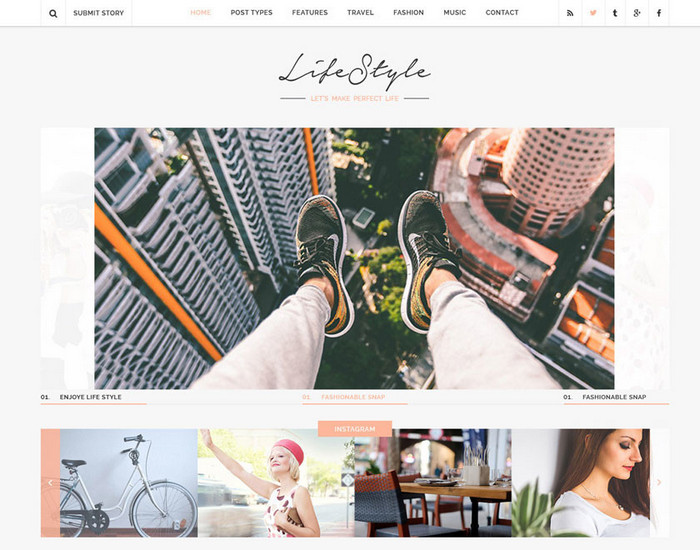 SUBMIT STORY
HOME
POST TYPES
FEATURES
TRAVEL
FASHION
MUSIC
CONTACT
LifeStyle
LET'S MAKE PERFECT LIFE
01. ENJOYE LIFE STYLE
01. FASHIONABLE SNAP
01. FASHIONABLE SNAP
INSTAGRAM